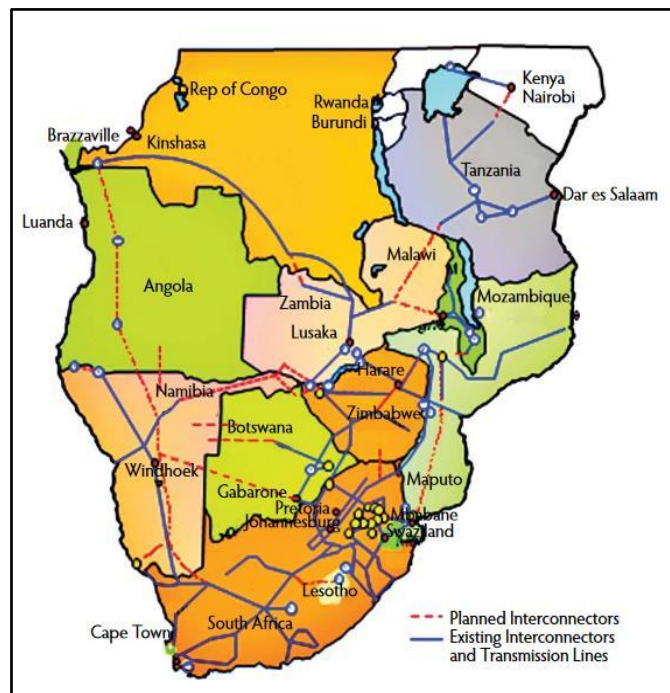 Rep of Congo
Kenya
Nairobi
Rwanda
Burundi
Brazzaville
Kinshasa
Tanzania
Dar es Salaam
Luanda
Malawi
Angola
Mozambique
Zambia
Lusaka
Harare
Namibia
Zimbabwe
Botswana
Windhoek
Maputo
Gabarone
Pretoria
Johannesburg
Mbabane
Swaziland
Lesotho
South Africa
Cape Town
Planned Interconnectors
Existing Interconnectors
and Transmission Lines